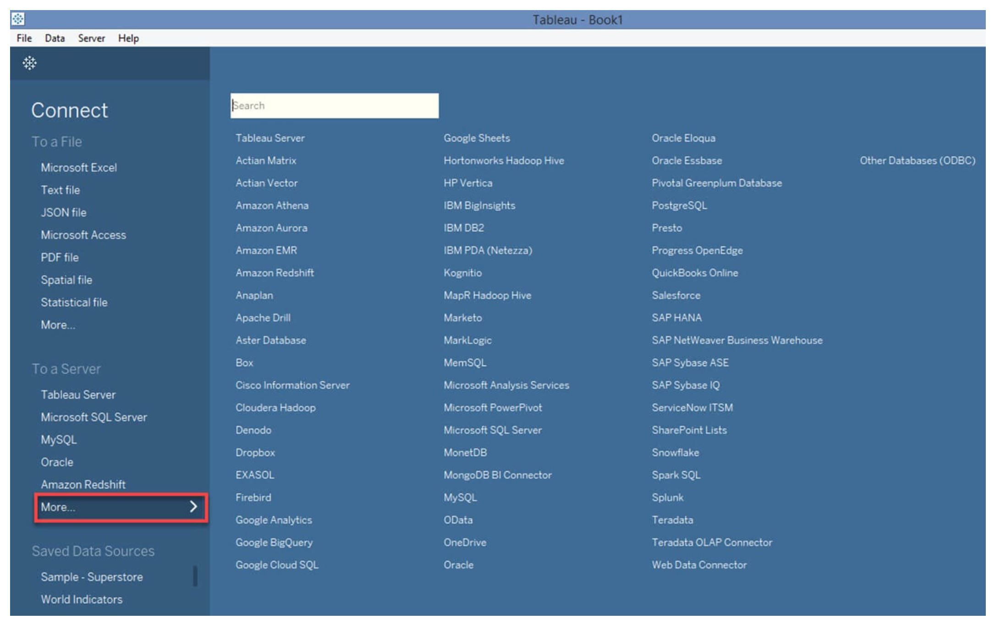 Tableau - Book1
File Data Server Help
Connect
To a File
Microsoft Excel
Text file
JSON file
Microsoft Access
PDF file
Spatial file
Statistical file
More...
To a Server
Tableau Server
Microsoft SQL Server
MySQL
Oracle
Amazon Redshift
More...
Saved Data Sources
Sample - Superstore
World Indicators
Search
Tableau Server
Actian Matrix
Actian Vector
Amazon Athena
Amazon Aurora
Amazon EMR
Amazon Redshift
Anaplan
Apache Drill
Aster Database
Box
Cisco Information Server
Cloudera Hadoop
Denodo
Dropbox
EXASOL
Firebird
Google Analytics
Google BigQuery
Google Cloud SQL
Google Sheets
Hortonworks Hadoop Hive
HP Vertica
IBM BigInsights
IBM DB2
IBM PDA (Netezza)
Kognitio
MapR Hadoop Hive
Marketo
MarkLogic
MemSQL
Microsoft Analysis Services
Microsoft PowerPivot
Microsoft SQL Server
MonetDB
MongoDB BI Connector
MySQL
OData
OneDrive
Oracle
Oracle Eloqua
Oracle Essbase
Pivotal Greenplum Database
PostgreSQL
Presto
Progress OpenEdge
QuickBooks Online
Salesforce
SAP HANA
SAP NetWeaver Business Warehouse
SAP Sybase ASE
SAP Sybase IQ
ServiceNow ITSM
SharePoint Lists
Snowflake
Spark SQL
Splunk
Teradata
Teradata OLAP Connector
Web Data Connector
Other Databases (ODBC)